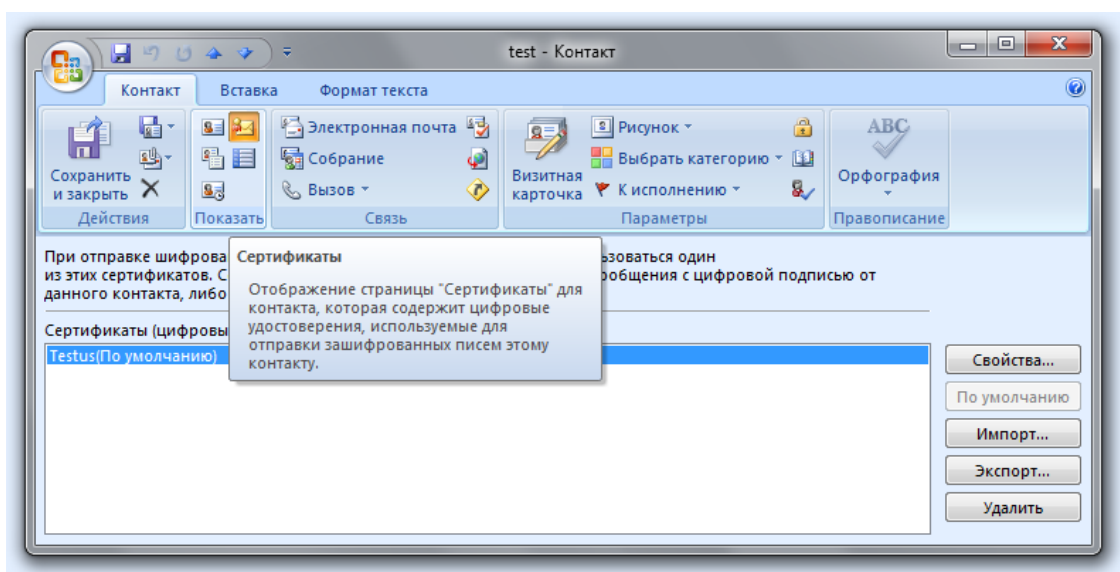 test - Контакт
Контакт Вставка Формат текста
Сохранить и закрыть
Действия
Показать
Электронная почта
Собрание
Вызов
Связь
Визитная карточка
Рисунок
Выбрать категорию
К исполнению
Параметры
ABC
Орфография
Правописание
При отправке шифрова ьзоваться один
из этих сертификатов. С ообщения с цифровой подписью от
данного контакта, либо
Сертификаты
Отображение страницы "Сертификаты" для
контакта, которая содержит цифровые
удостоверения, используемые для
отправки зашифрованных писем этому
контакту.
Сертификаты (цифровы
Testus(По умолчанию)
Свойства...
По умолчанию
Импорт...
Экспорт...
Удалить